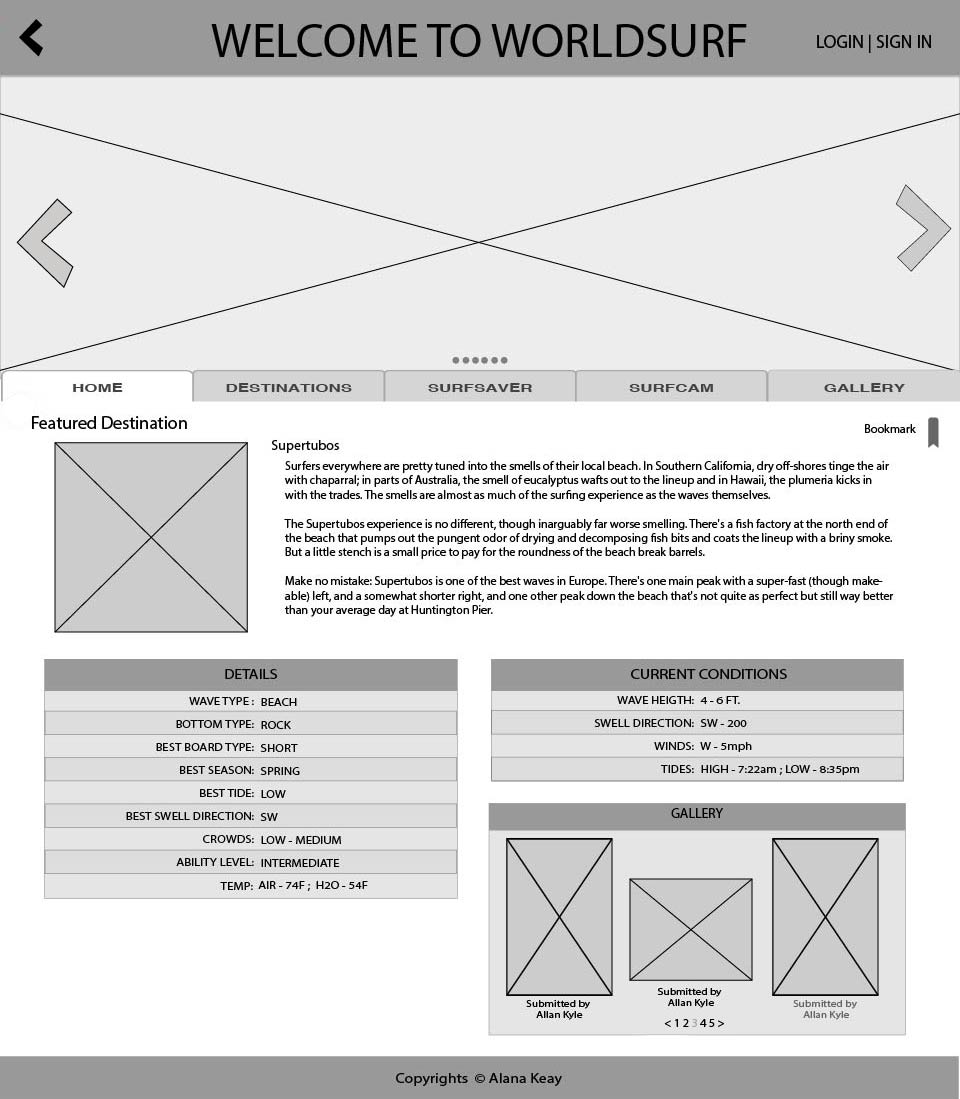 WELCOME TO WORLDSURF
LOGIN | SIGN IN
HOME
DESTINATIONS
SURFSAVER
SURFCAM
GALLERY
Featured Destination
Bookmark
Supertubos
Surfers everywhere are pretty tuned into the smells of their local beach. In Southern California, dry off-shores tinge the air
with chaparral; in parts of Australia, the smell of eucalyptus wafts out to the lineup and in Hawaii, the plumeria kicks in
with the trades. The smells are almost as much of the surfing experience as the waves themselves.
The Supertubos experience is no different, though inarguably far worse smelling. There's a fish factory at the north end of
the beach that pumps out the pungent odor of drying and decomposing fish bits and coats the lineup with a briny smoke.
But a little stench is a small price to pay for the roundness of the beach break barrels.
Make no mistake: Supertubos is one of the best waves in Europe. There's one main peak with a super-fast (though make-
able) left, and a somewhat shorter right, and one other peak down the beach that's not quite as perfect but still way better
than your average day at Huntington Pier.
DETAILS
WAVE TYPE : BEACH
BOTTOM TYPE: ROCK
BEST BOARD TYPE: SHORT
BEST SEASON: SPRING
BEST TIDE: LOW
BEST SWELL DIRECTION: SW
CROWDS: LOW - MEDIUM
ABILITY LEVEL: INTERMEDIATE
TEMP: AIR - 74F ; H2O - 54F
CURRENT CONDITIONS
WAVE HEIGTH: 4 - 6 FT.
SWELL DIRECTION: SW - 200
WINDS: W - 5mph
TIDES: HIGH - 7:22am ; LOW - 8:35pm
GALLERY
Submitted by
Allan Kyle
Submitted by
Allan Kyle
Submitted by
Allan Kyle
< 1 2 3 4 5 >
Copyrights © Alana Keay